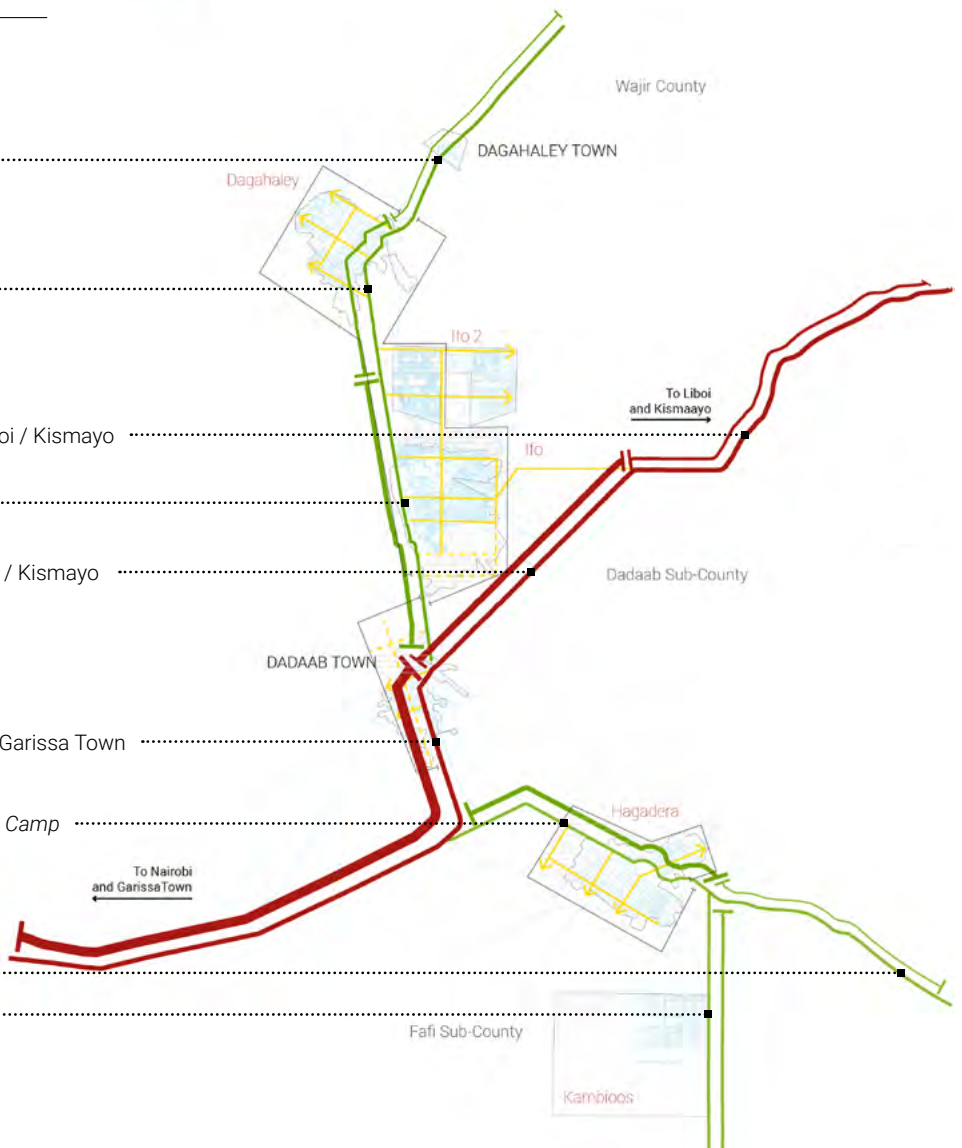 Wajir County
DAGAHALEY TOWN
Dagahaley
Ifo 2
To Liboi
and Kismaayo
oi / Kismayo
Ifo
/ Kismayo
Dadaab Sub-County
DADAAB TOWN
Garissa Town
Hagadera
Camp
To Nairobi
and GarissaTown
Fafi Sub-County
Kambioos